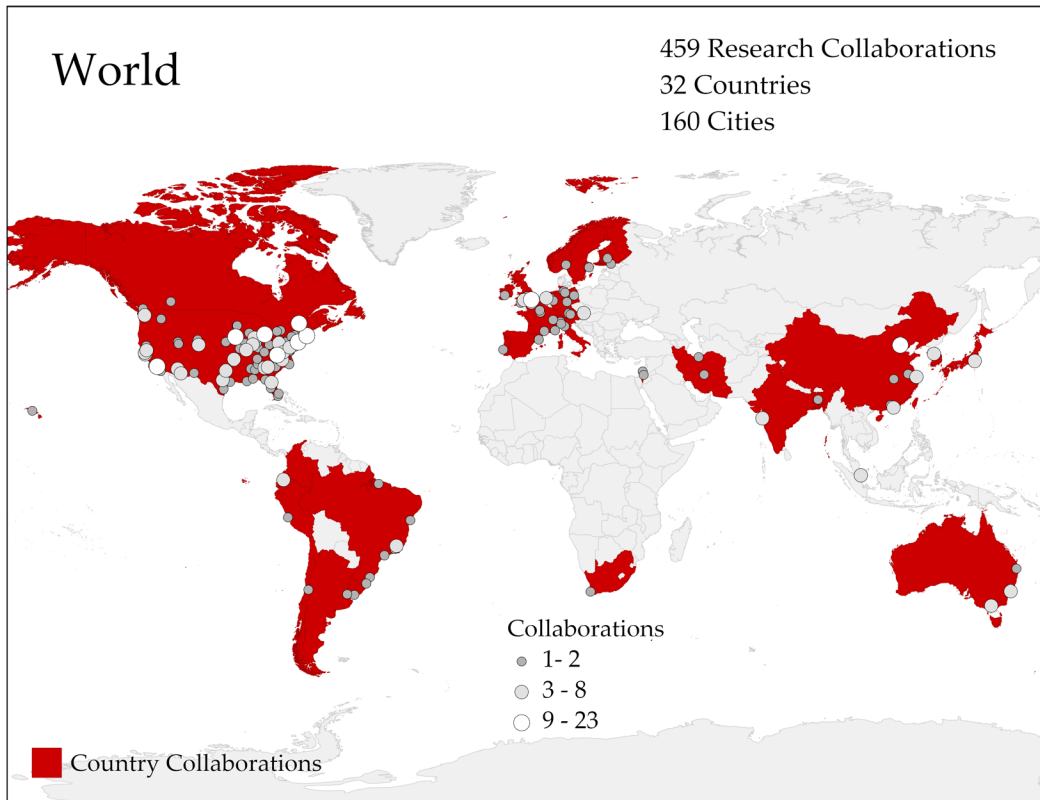 World
459 Research Collaborations
32 Countries
160 Cities
Collaborations
1- 2
3 - 8
9 - 23
Country Collaborations